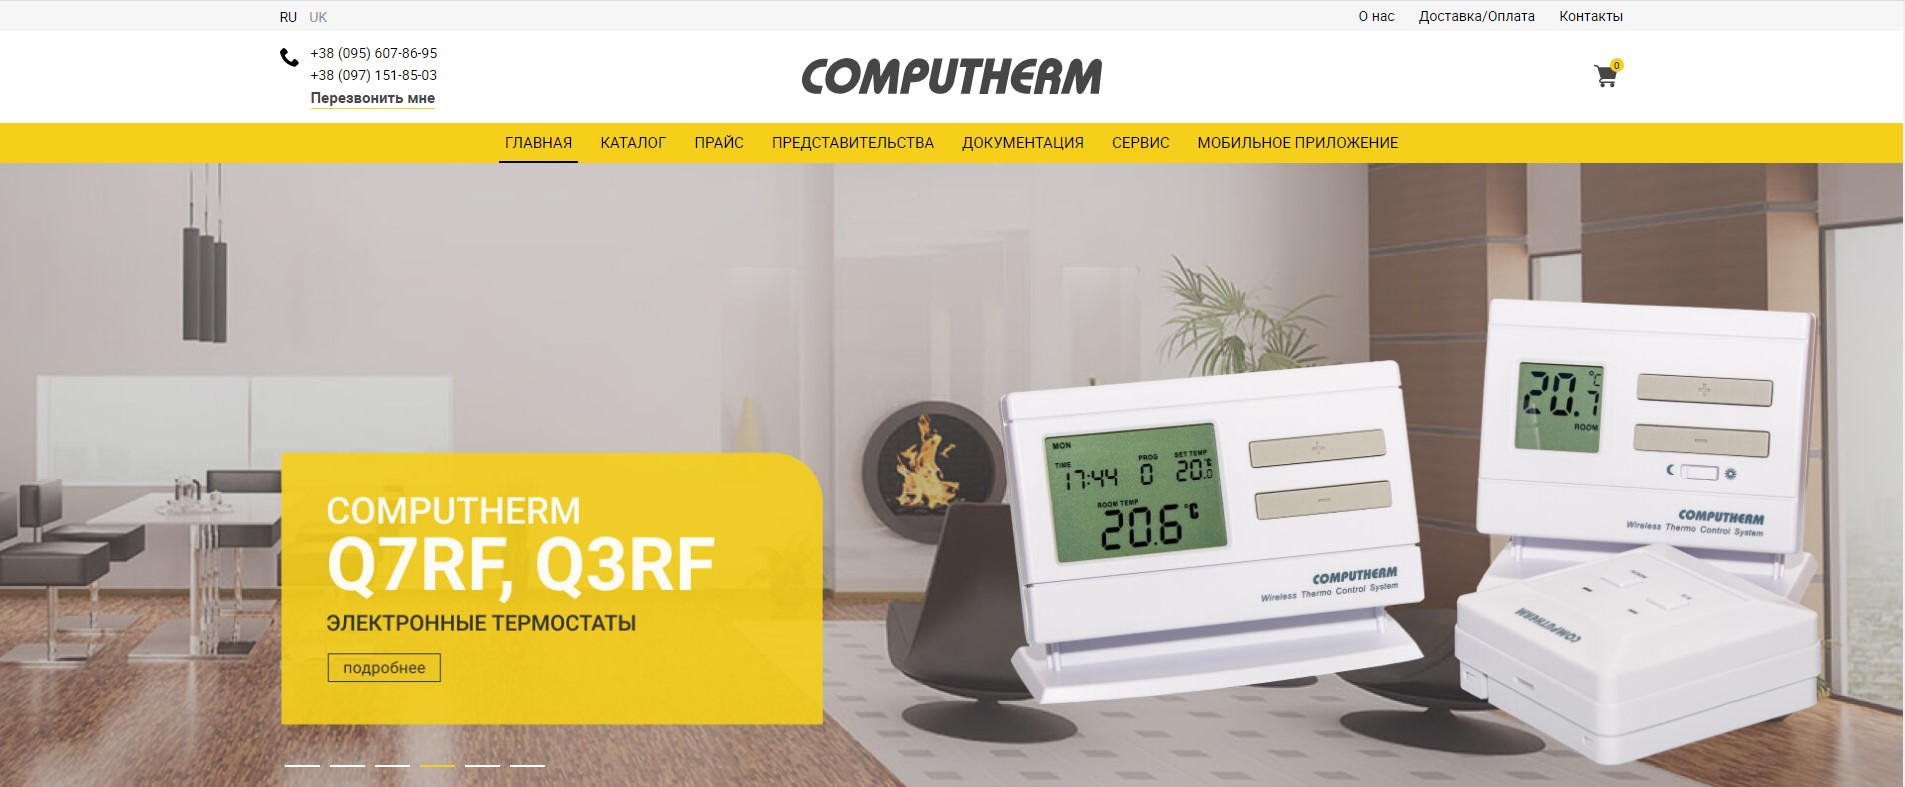 RU UK
О нас Доставка/Оплата Контакты
+38 (095) 607-86-95
+38 (097) 151-85-03
Перезвонить мне
COMPUTHERM
0
ГЛАВНАЯ КАТАЛОГ ПРАЙС ПРЕДСТАВИТЕЛЬСТВА ДОКУМЕНТАЦИЯ СЕРВИС МОБИЛЬНОЕ ПРИЛОЖЕНИЕ
COMPUTHERM
Q7RF, Q3RF
ЭЛЕКТРОННЫЕ ТЕРМОСТАТЫ
подробнее
MON
TIME PROG SET TEMP
17:44 0 20.0°C
ROOM TEMP
20.6°C
COMPUTHERM
Wireless Thermo Control System
20.7 °C
ROOM
COMPUTHERM
Wireless Thermo Control System
COMPUTHERM